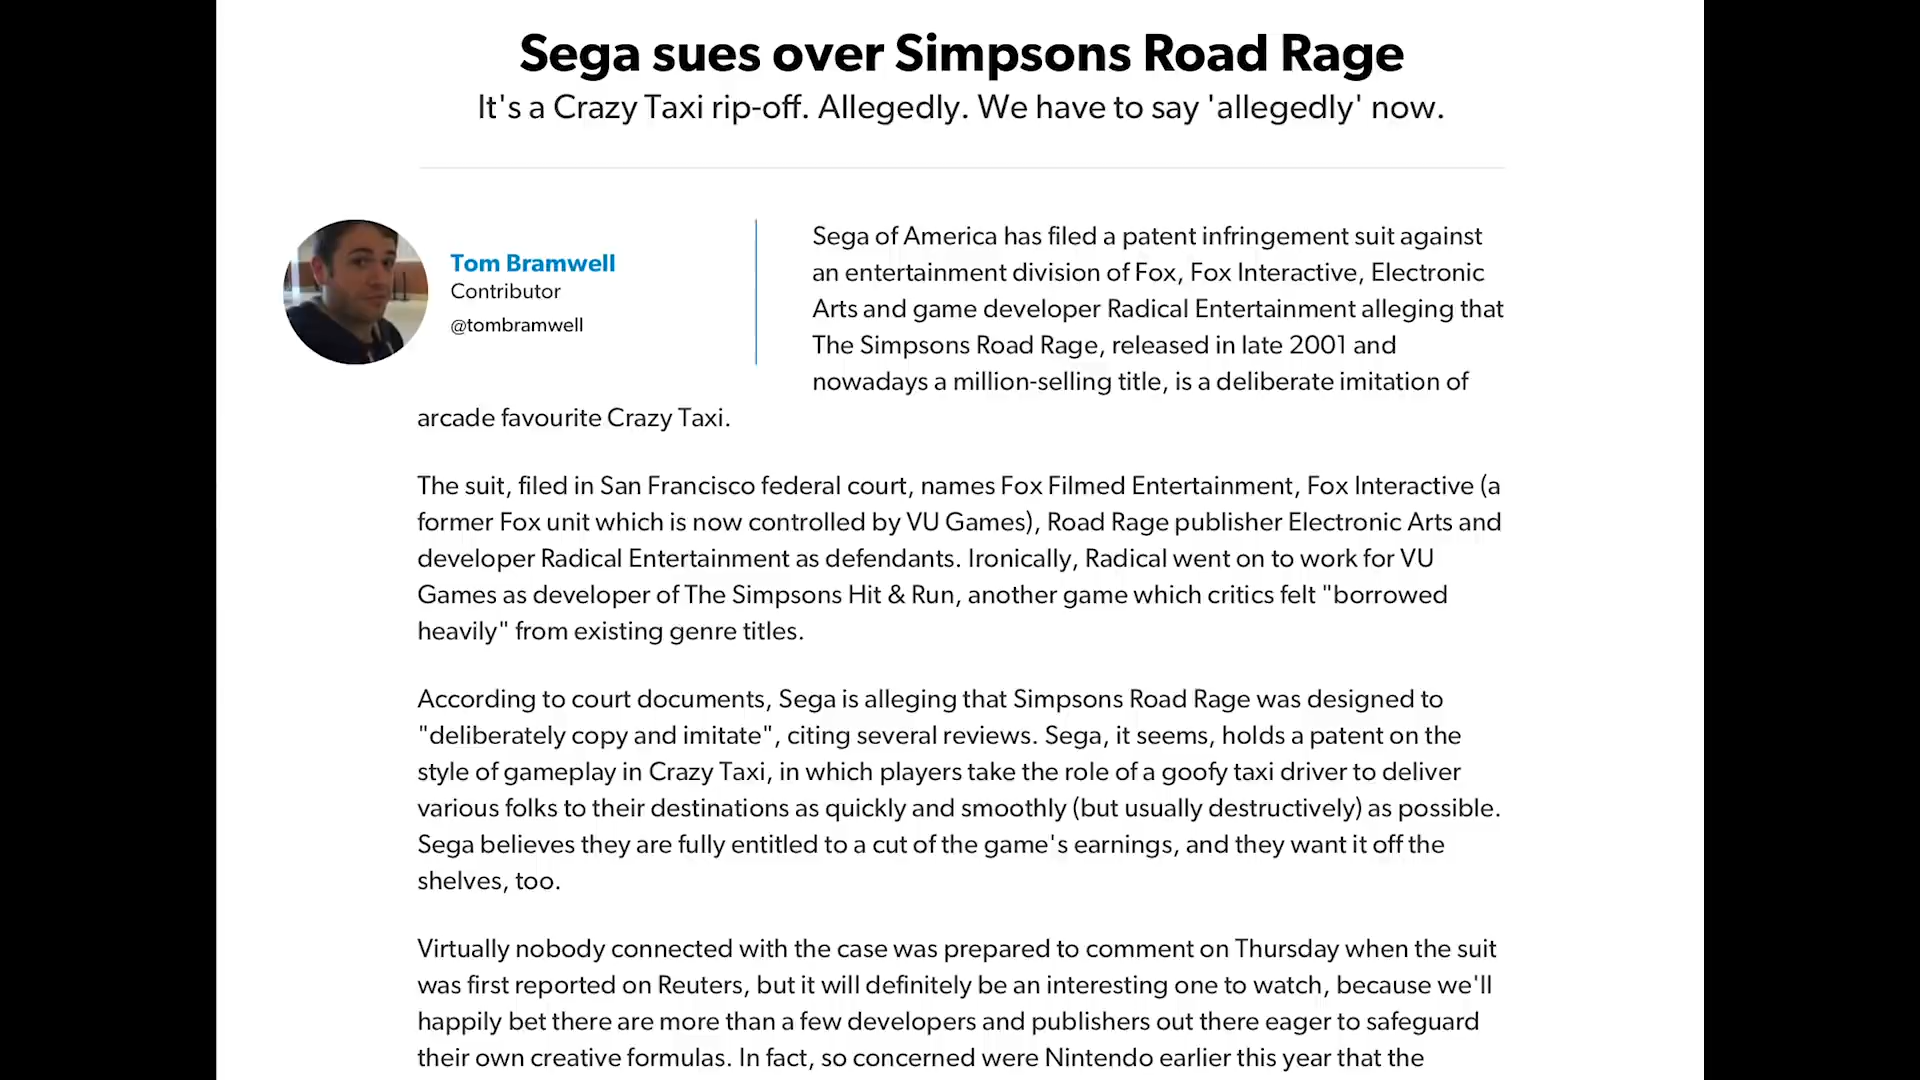 Sega sues over Simpsons Road Rage
It's a Crazy Taxi rip-off. Allegedly. We have to say 'allegedly' now.
Tom Bramwell
Contributor
@tombramwell
Sega of America has filed a patent infringement suit against
an entertainment division of Fox, Fox Interactive, Electronic
Arts and game developer Radical Entertainment alleging that
The Simpsons Road Rage, released in late 2001 and
nowadays a million-selling title, is a deliberate imitation of
arcade favourite Crazy Taxi.
The suit, filed in San Francisco federal court, names Fox Filmed Entertainment, Fox Interactive (a
former Fox unit which is now controlled by VU Games), Road Rage publisher Electronic Arts and
developer Radical Entertainment as defendants. Ironically, Radical went on to work for VU
Games as developer of The Simpsons Hit & Run, another game which critics felt "borrowed
heavily" from existing genre titles.
According to court documents, Sega is alleging that Simpsons Road Rage was designed to
"deliberately copy and imitate", citing several reviews. Sega, it seems, holds a patent on the
style of gameplay in Crazy Taxi, in which players take the role of a goofy taxi driver to deliver
various folks to their destinations as quickly and smoothly (but usually destructively) as possible.
Sega believes they are fully entitled to a cut of the game's earnings, and they want it off the
shelves, too.
Virtually nobody connected with the case was prepared to comment on Thursday when the suit
was first reported on Reuters, but it will definitely be an interesting one to watch, because we'll
happily bet there are more than a few developers and publishers out there eager to safeguard
their own creative formulas. In fact, so concerned were Nintendo earlier this year that the